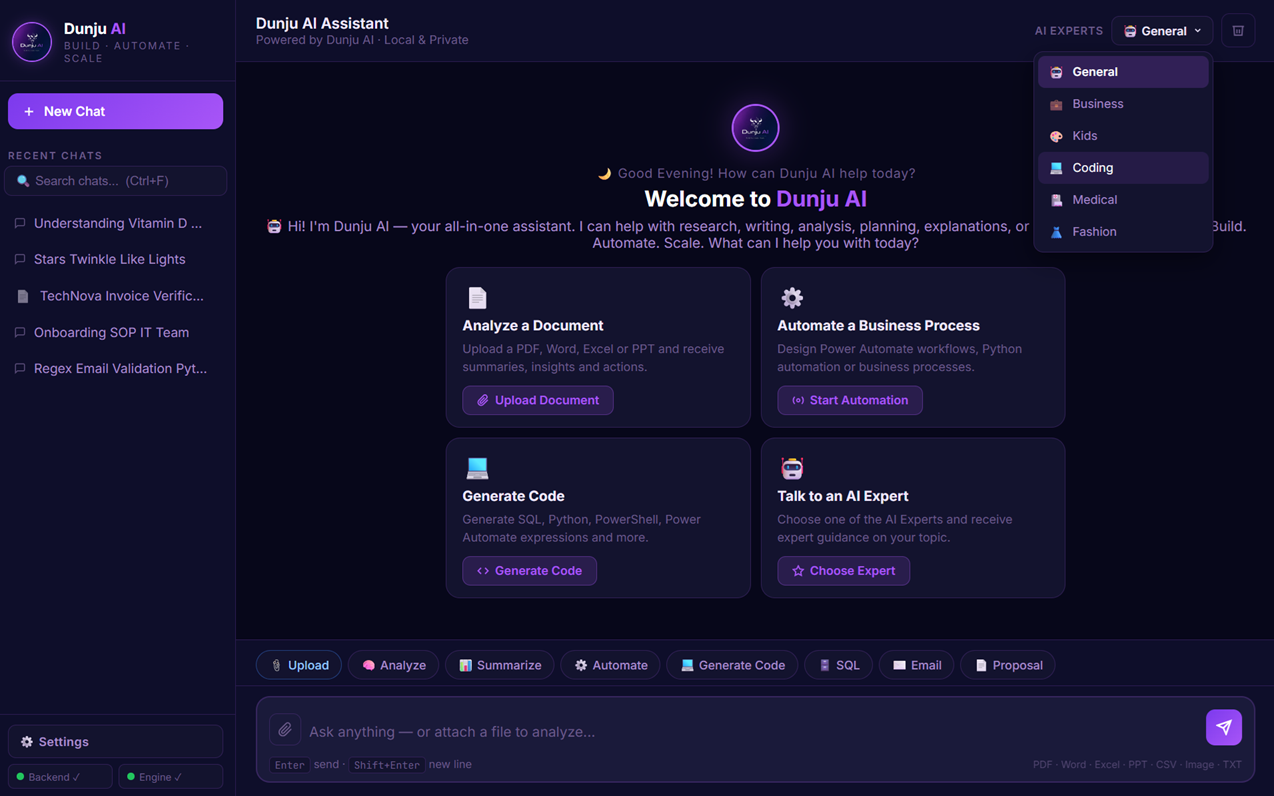 Dunju AI
BUILD · AUTOMATE ·
SCALE
+ New Chat
RECENT CHATS
Search chats... (Ctrl+F)
Understanding Vitamin D ...
Stars Twinkle Like Lights
TechNova Invoice Verific...
Onboarding SOP IT Team
Regex Email Validation Pyt...
Settings
Backend ✓
Engine ✓
Dunju AI Assistant
Powered by Dunju AI · Local & Private
AI EXPERTS
General
General
Business
Kids
Coding
Medical
Fashion
Dunju AI
Good Evening! How can Dunju AI help today?
Welcome to Dunju AI
Hi! I'm Dunju AI — your all-in-one assistant. I can help with research, writing, analysis, planning, explanations, or Build.
Automate. Scale. What can I help you with today?
Analyze a Document
Upload a PDF, Word, Excel or PPT and receive
summaries, insights and actions.
Upload Document
Automate a Business Process
Design Power Automate workflows, Python
automation or business processes.
Start Automation
Generate Code
Generate SQL, Python, PowerShell, Power
Automate expressions and more.
Generate Code
Talk to an AI Expert
Choose one of the AI Experts and receive
expert guidance on your topic.
Choose Expert
Upload
Analyze
Summarize
Automate
Generate Code
SQL
Email
Proposal
Ask anything — or attach a file to analyze...
Enter send · Shift+Enter new line
PDF · Word · Excel · PPT · CSV · Image · TXT